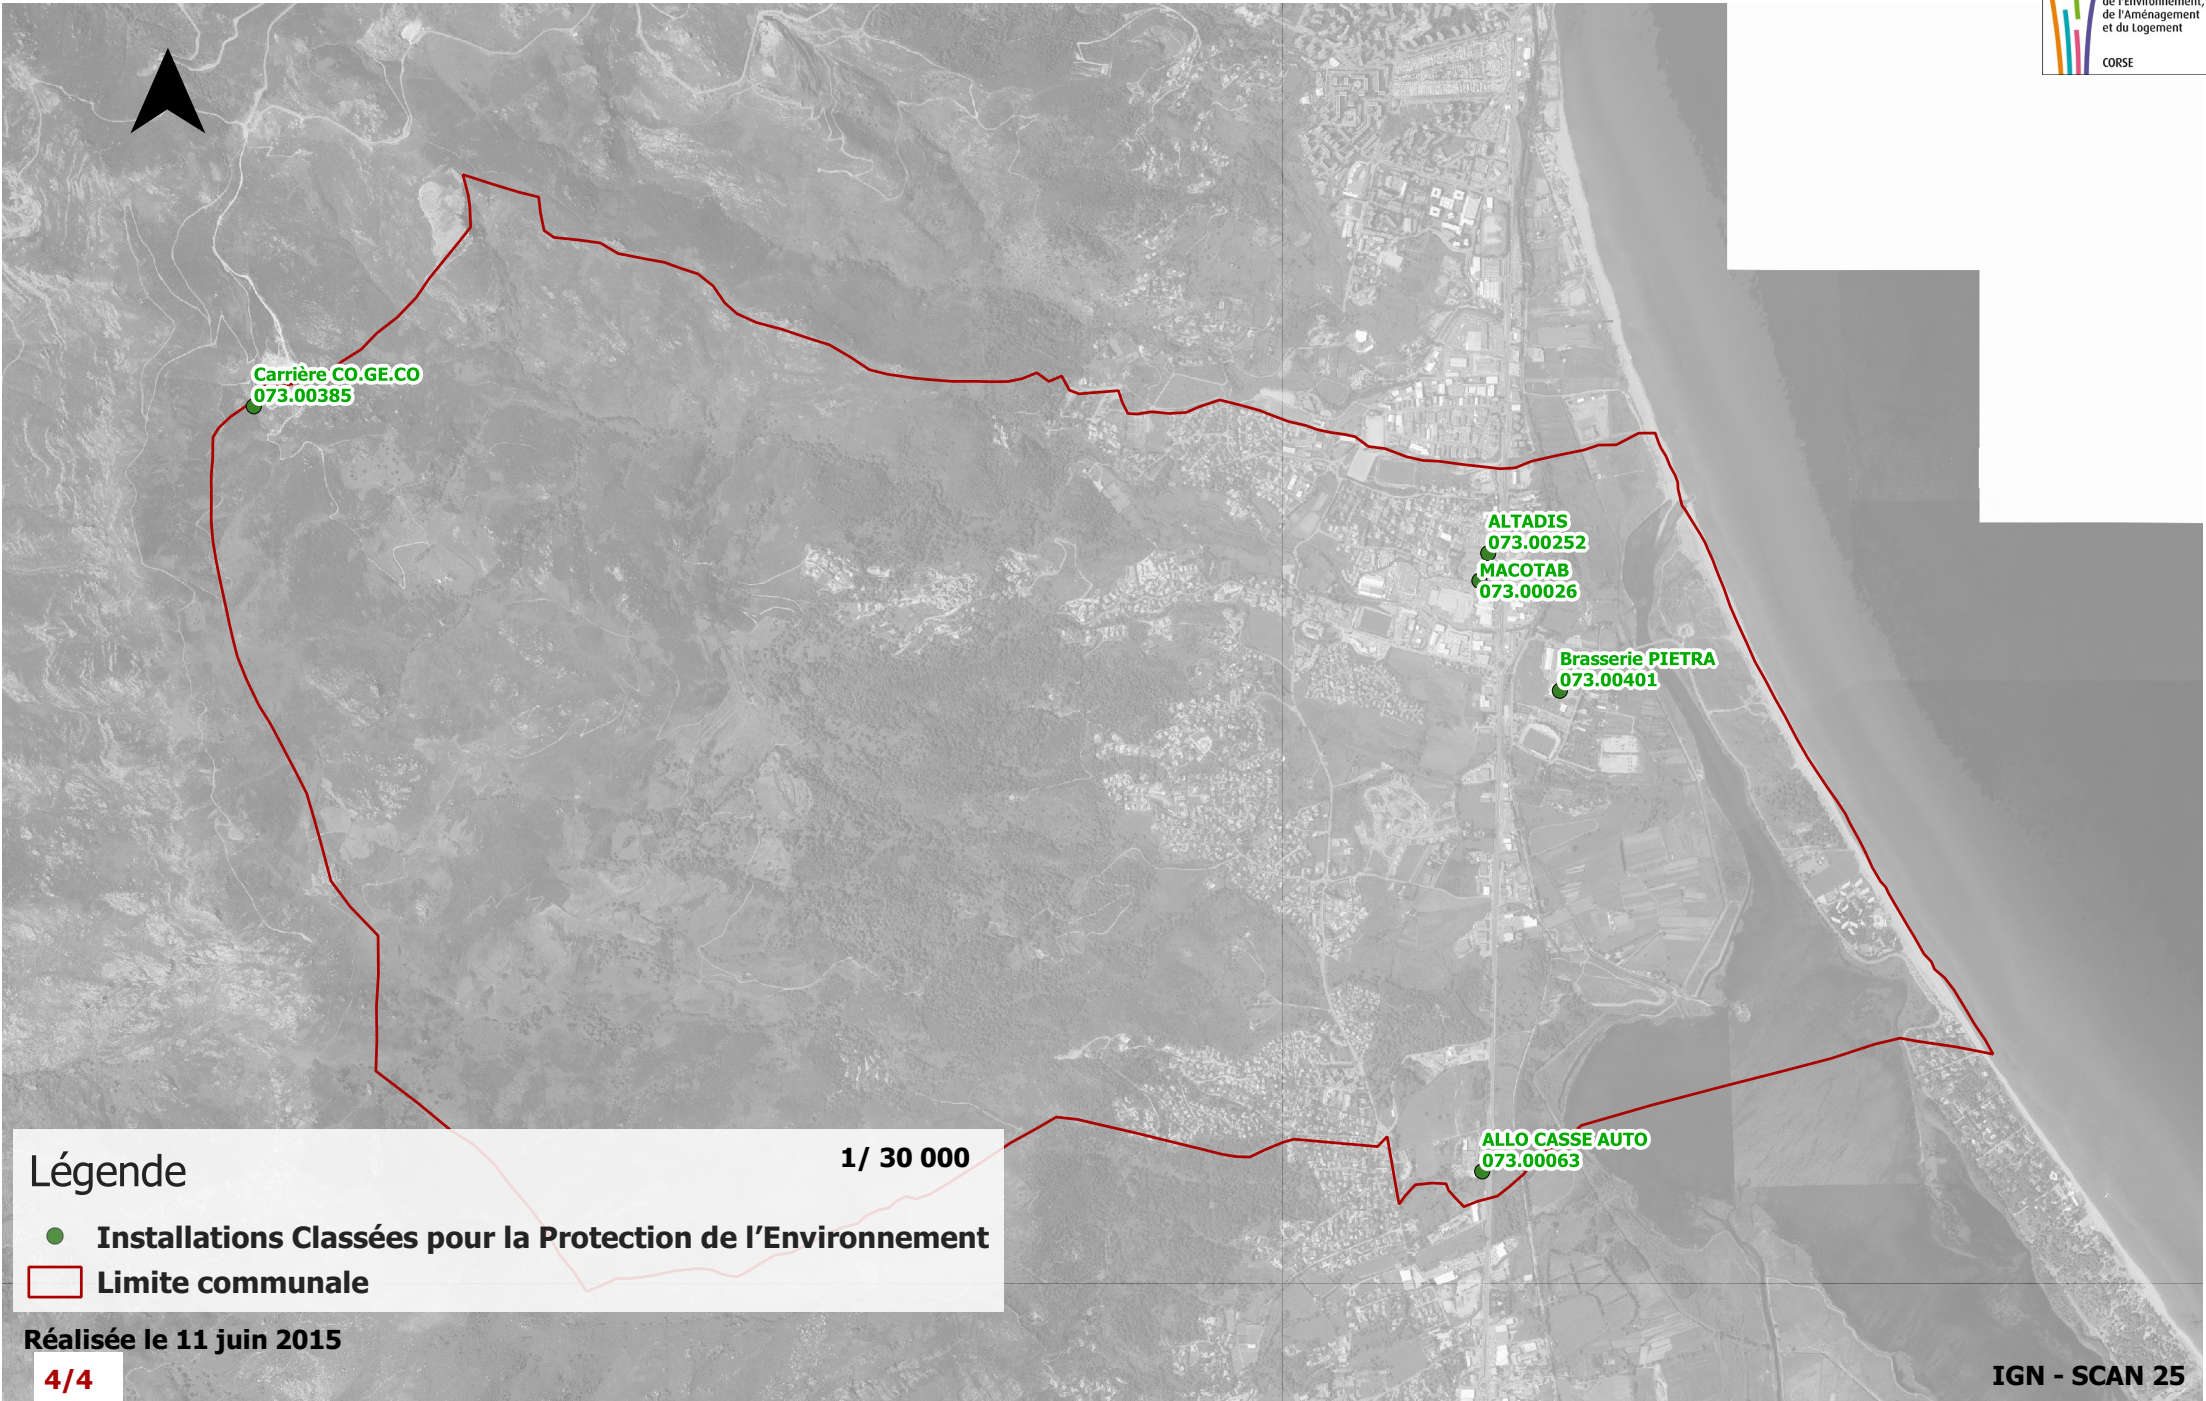 de l'Environnement,
de l'Aménagement
et du Logement
CORSE
Carrière CO.GE.CO
073.00385
ALTADIS
073.00252
MACOTAB
073.00026
Brasserie PIETRA
073.00401
ALLO CASSE AUTO
073.00063
Légende
1/ 30 000
Installations Classées pour la Protection de l’Environnement
Limite communale
Réalisée le 11 juin 2015
4/4
IGN - SCAN 25